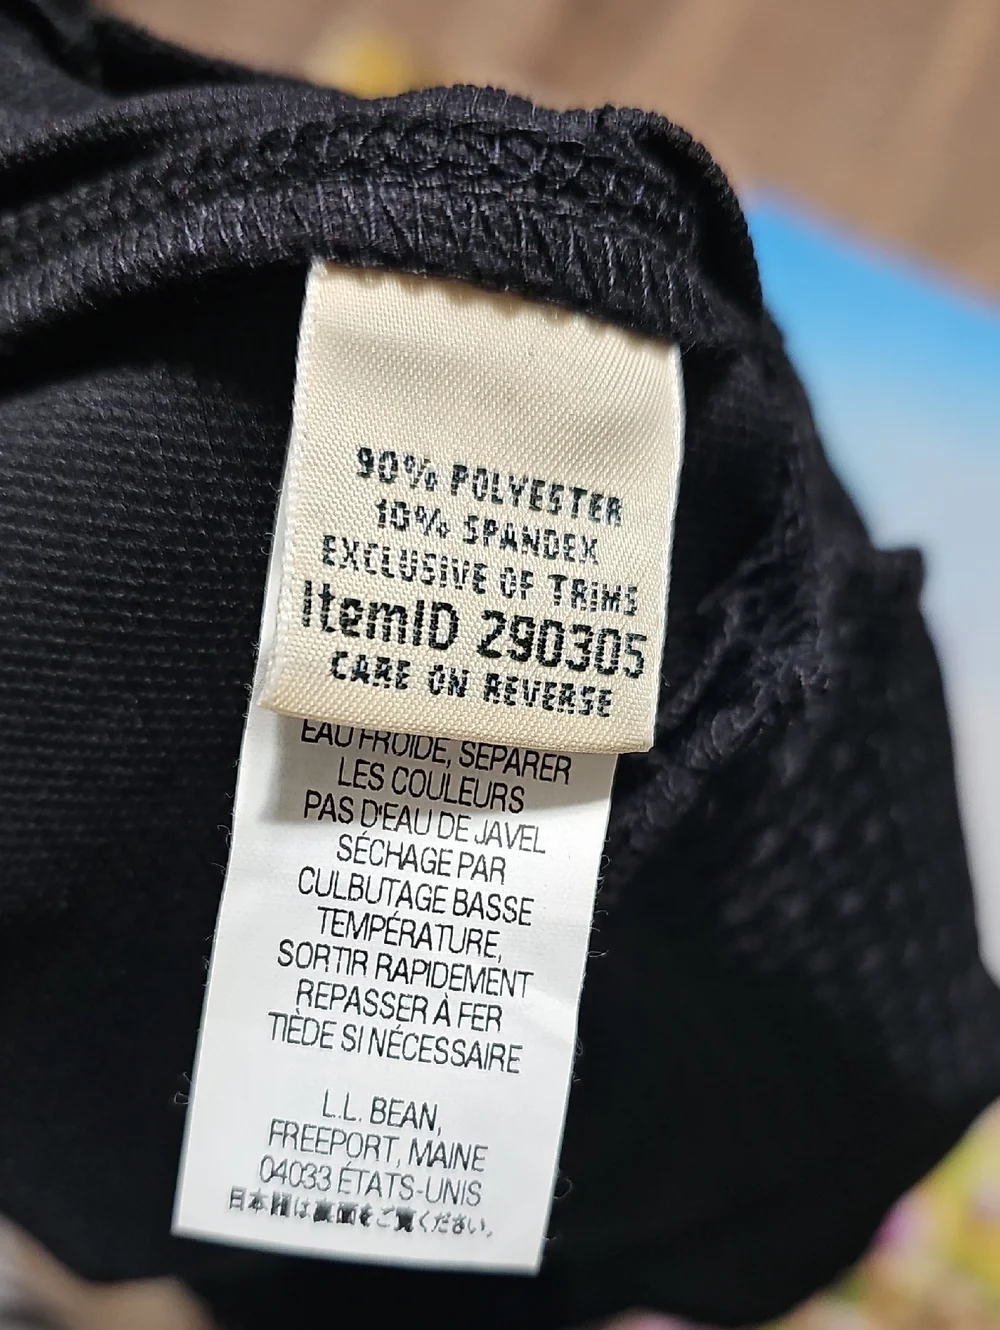 90% POLYESTER
10% SPANDEX
EXCLUSIVE OF TRIMS
ItemID 290305
CARE ON REVERSE
EAU FROIDE, SÉPARER
LES COULEURS
PAS D'EAU DE JAVEL
SÉCHAGE PAR
CULBUTAGE BASSE
TEMPÉRATURE,
SORTIR RAPIDEMENT
REPASSER À FER
TIÈDE SI NÉCESSAIRE
L.L. BEAN,
FREEPORT, MAINE
04033 ÉTATS-UNIS
日本語は裏面をご覧ください。